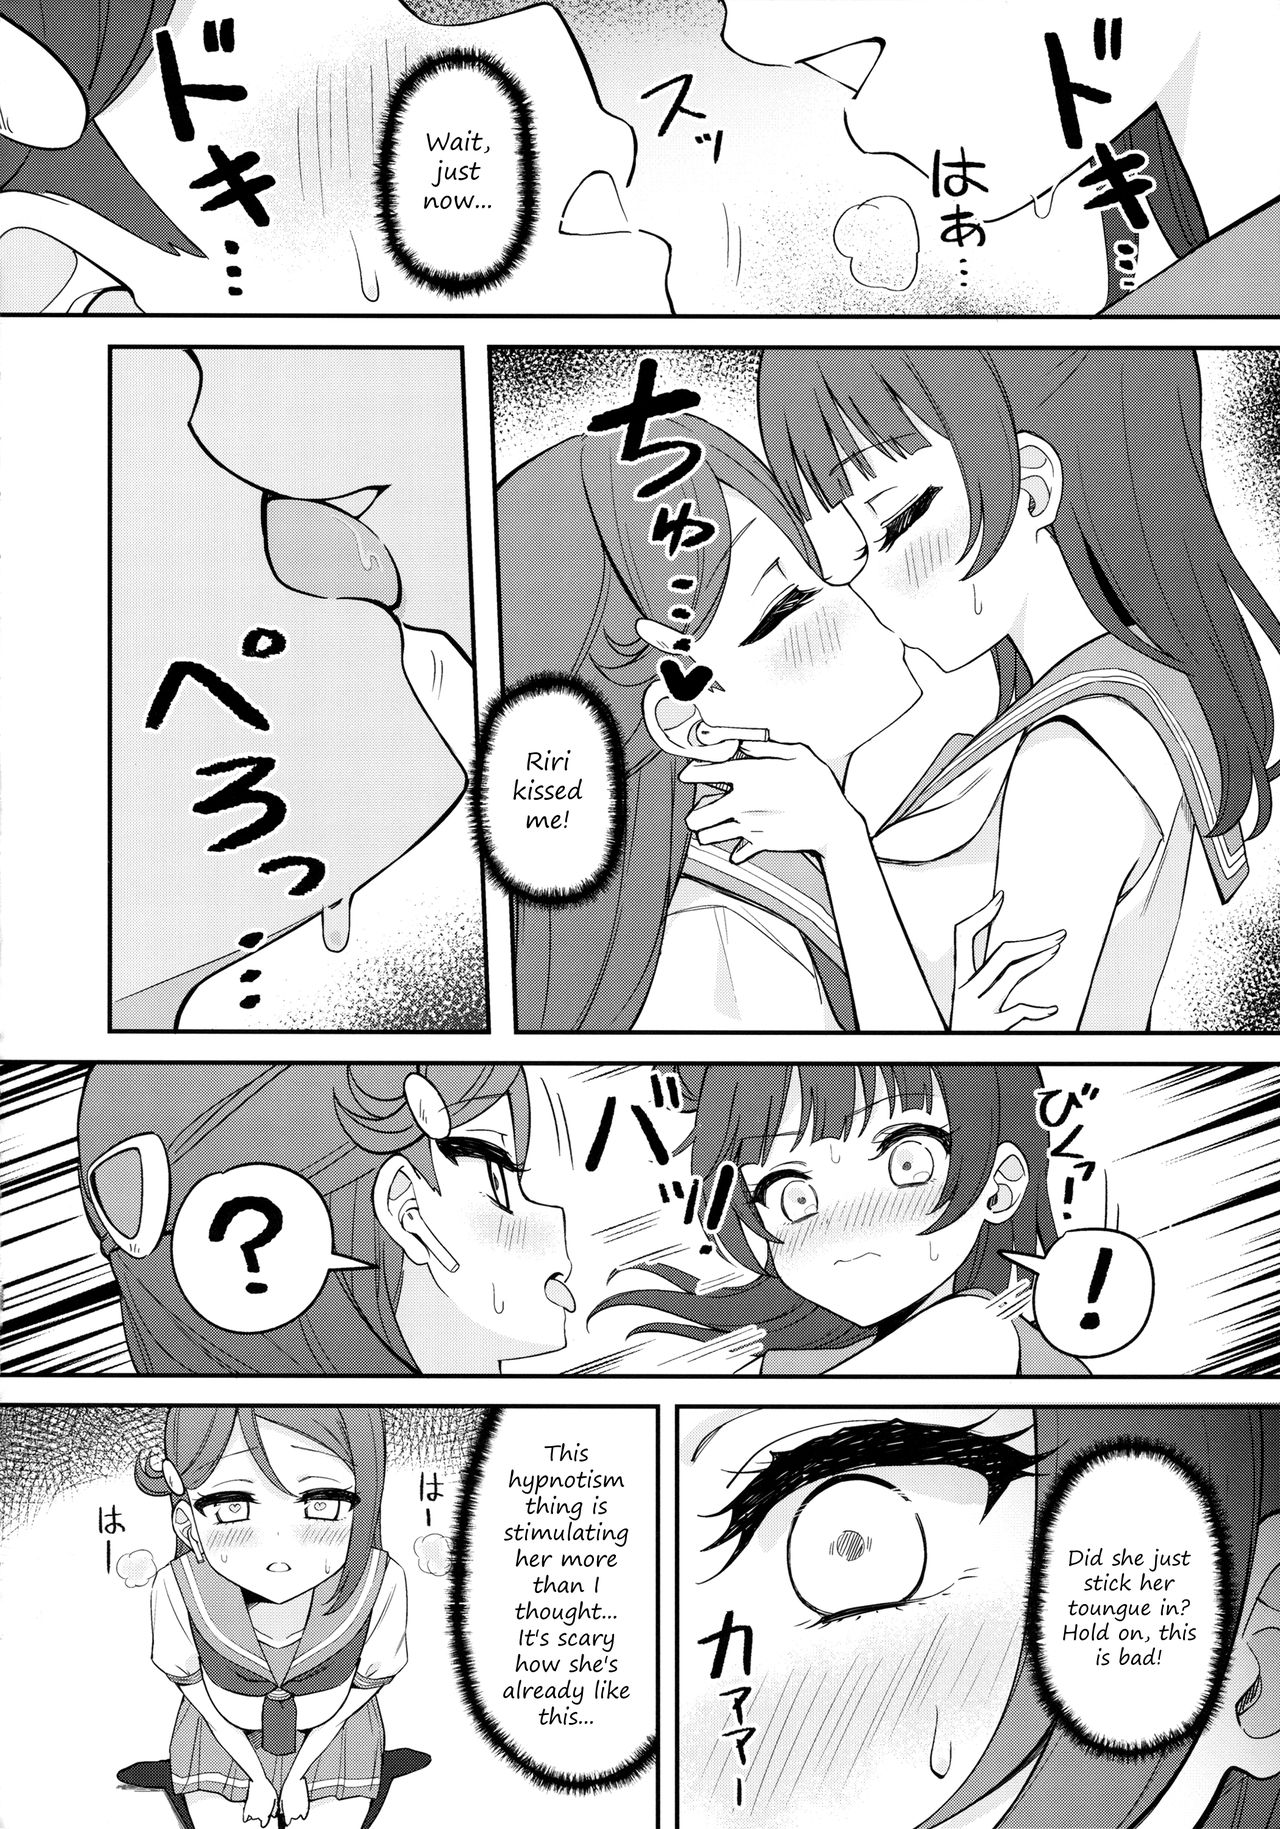 ドキ…
はぁ…
スッ
Wait,
just
now...
ドキ…
ちゅ…♥
Riri
kissed
me!
ぺろっ…
びくっ!
!
バッ!!
?
Did she just
stick her
toungue in?
Hold on, this
is bad!
カァァァー
This
hypnotism
thing is
stimulating
her more
than I
thought...
It's scary
how she's
already like
this...
はー
はー